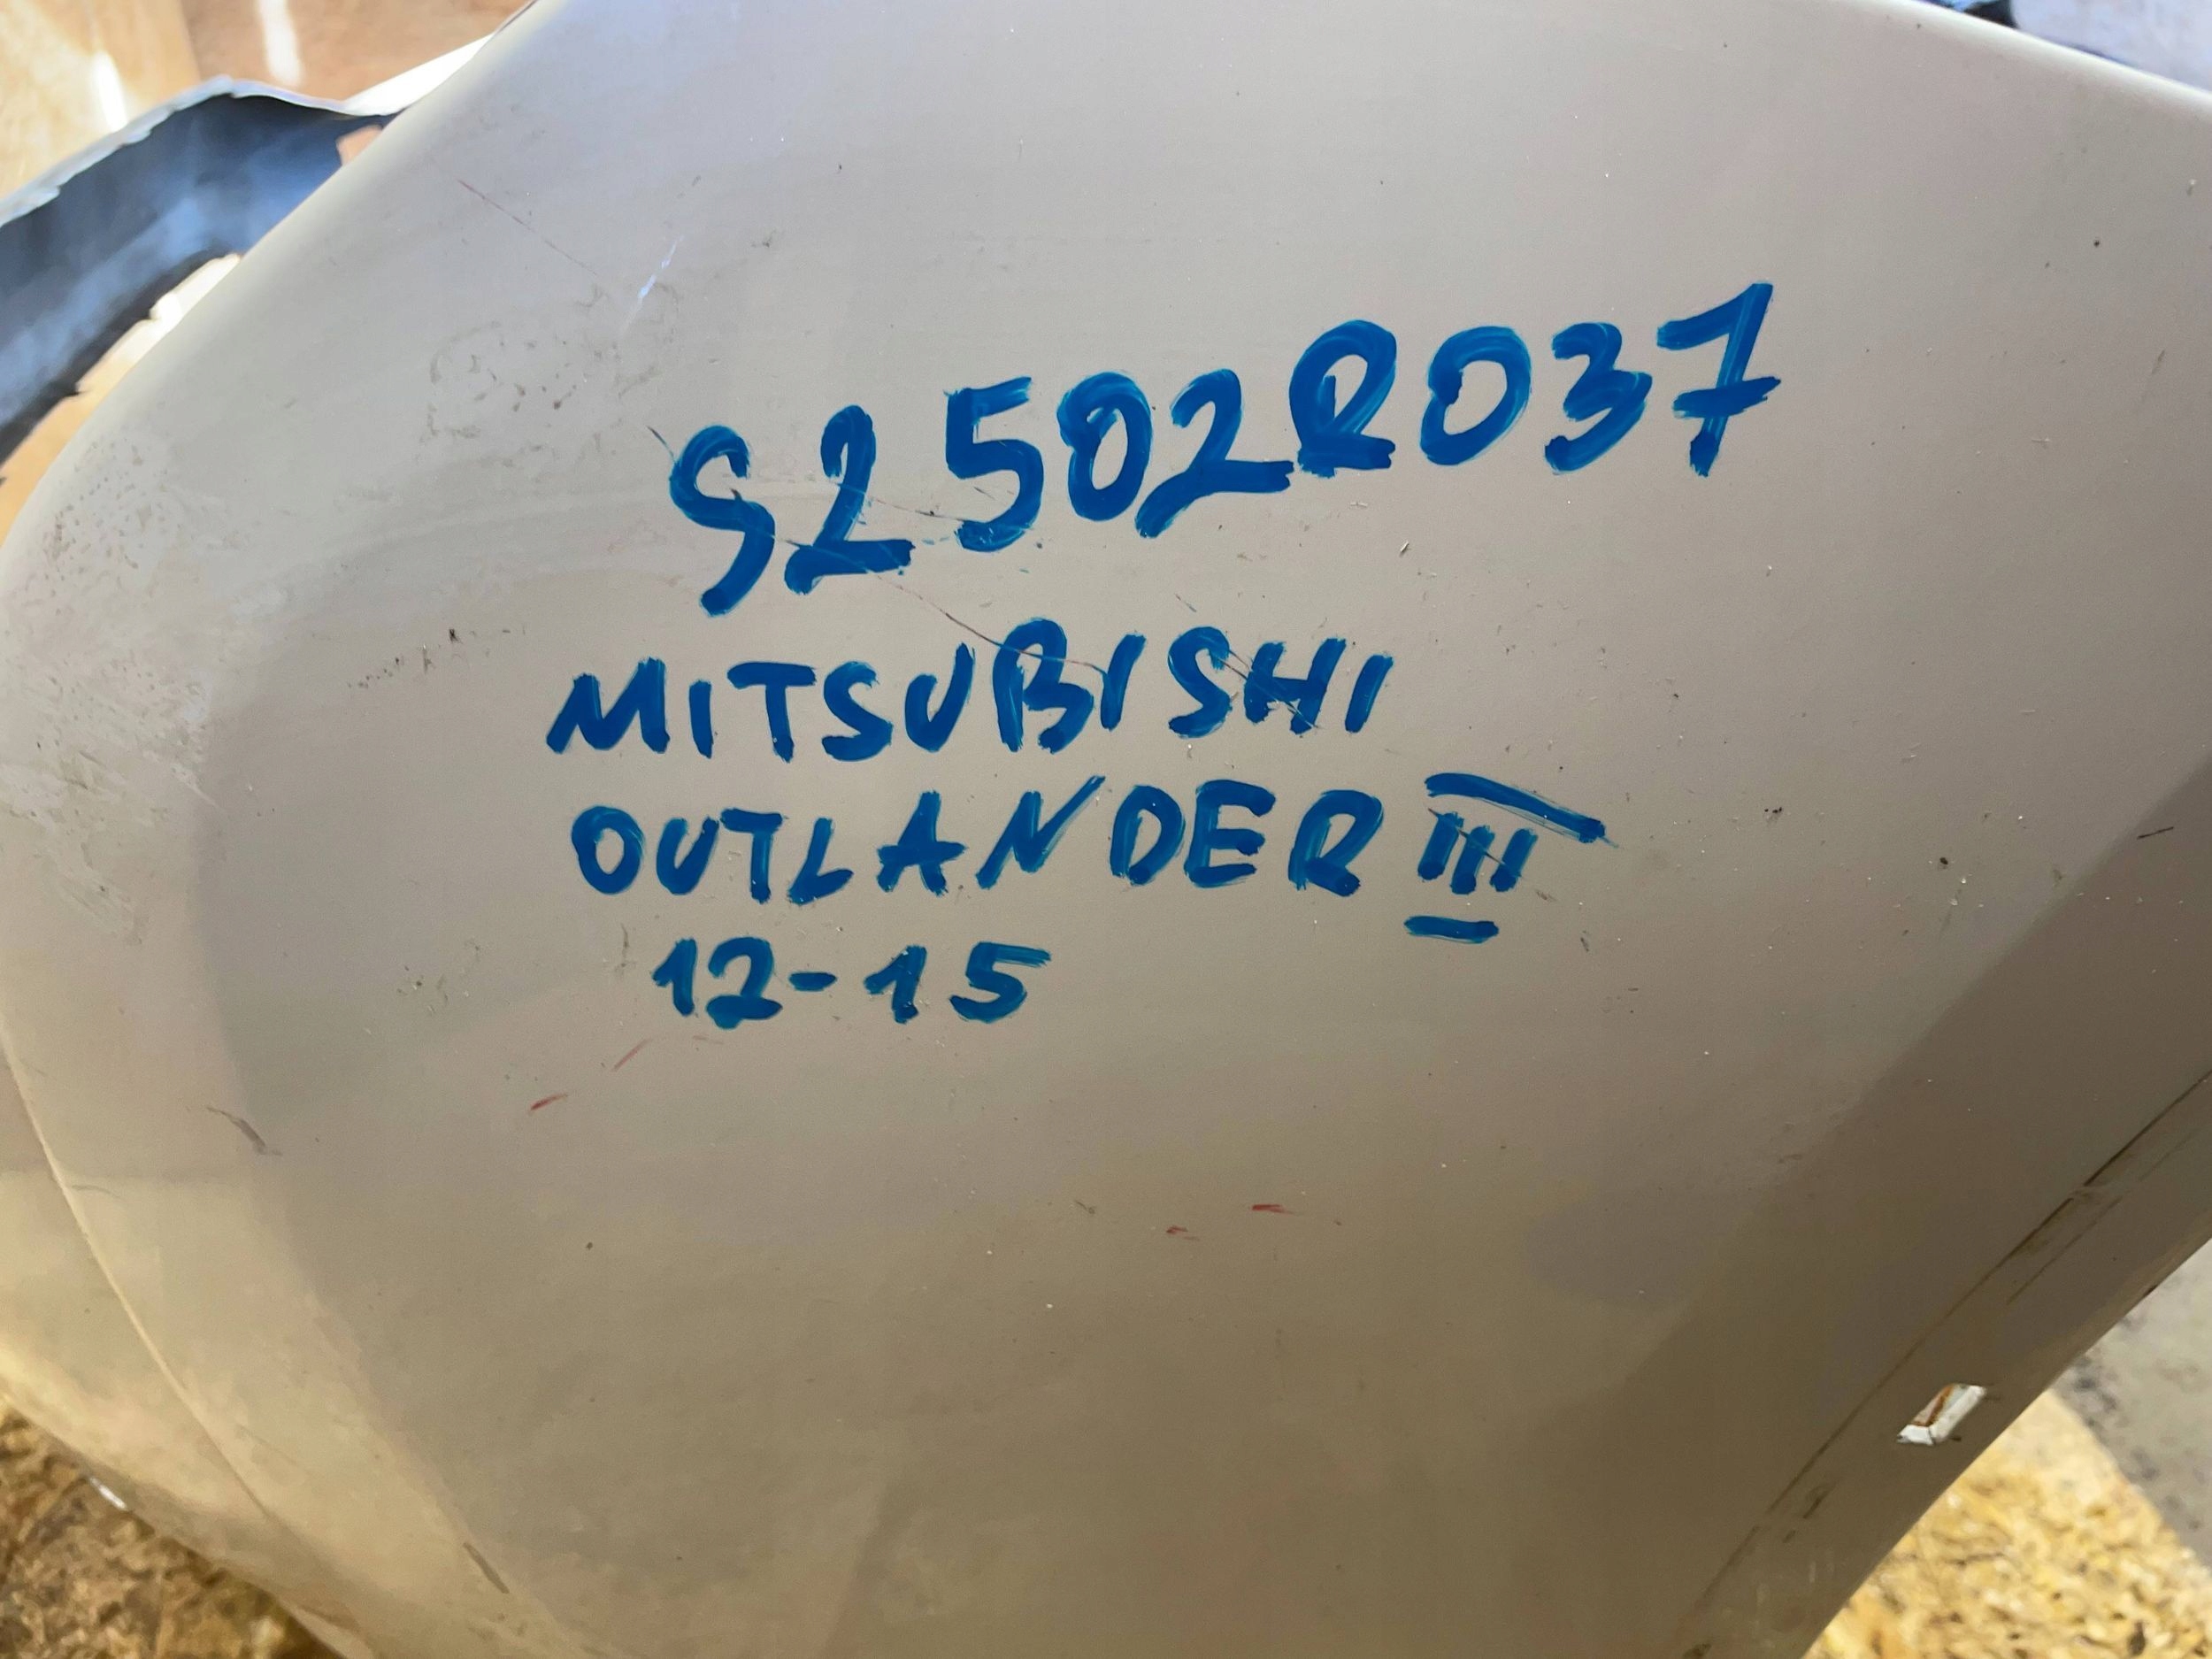 S2502R037
MITSUBISHI
OUTLANDER III
12-15